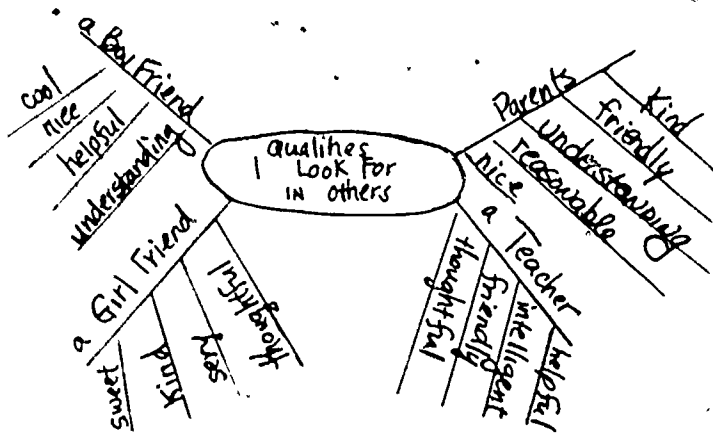 a Boy Friend
cool
nice
helpful
understanding
Qualities
I Look For
IN others
Parents
Kind
friendly
understanding
reasonable
nice
a Girl Friend
thoughtful
sexy
Kind
sweet
a Teacher
thoughtful
friendly
intelligent
helpful